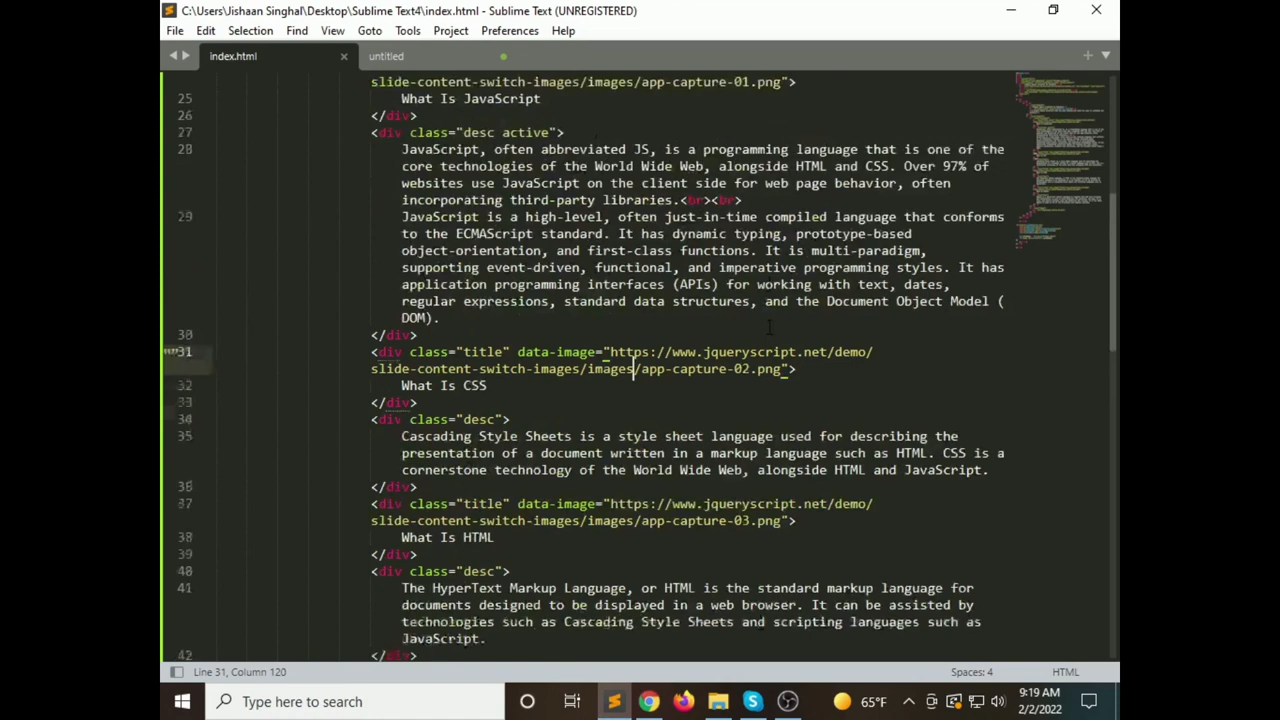 C:\Users\Jishaan Singhal\Desktop\Sublime Text4\index.html - Sublime Text (UNREGISTERED)
File Edit Selection Find View Goto Tools Project Preferences Help
index.html untitled
slide-content-switch-images/images/app-capture-01.png">
25 What Is JavaScript
26 </div>
27 <div class="desc active">
28 JavaScript, often abbreviated JS, is a programming language that is one of the
core technologies of the World Wide Web, alongside HTML and CSS. Over 97% of
websites use JavaScript on the client side for web page behavior, often
incorporating third-party libraries.<br><br>
29 JavaScript is a high-level, often just-in-time compiled language that conforms
to the ECMAScript standard. It has dynamic typing, prototype-based
object-orientation, and first-class functions. It is multi-paradigm,
supporting event-driven, functional, and imperative programming styles. It has
application programming interfaces (APIs) for working with text, dates,
regular expressions, standard data structures, and the Document Object Model (
DOM).
30 </div>
31 <div class="title" data-image="https://www.jqueryscript.net/demo/
slide-content-switch-images/images/app-capture-02.png">
32 What Is CSS
33 </div>
34 <div class="desc">
35 Cascading Style Sheets is a style sheet language used for describing the
presentation of a document written in a markup language such as HTML. CSS is a
cornerstone technology of the World Wide Web, alongside HTML and JavaScript.
36 </div>
37 <div class="title" data-image="https://www.jqueryscript.net/demo/
slide-content-switch-images/images/app-capture-03.png">
38 What Is HTML
39 </div>
40 <div class="desc">
41 The HyperText Markup Language, or HTML is the standard markup language for
documents designed to be displayed in a web browser. It can be assisted by
technologies such as Cascading Style Sheets and scripting languages such as
JavaScript.
42 </div>
Line 31, Column 120 Spaces: 4 HTML
Type here to search 65°F 9:19 AM
2/2/2022